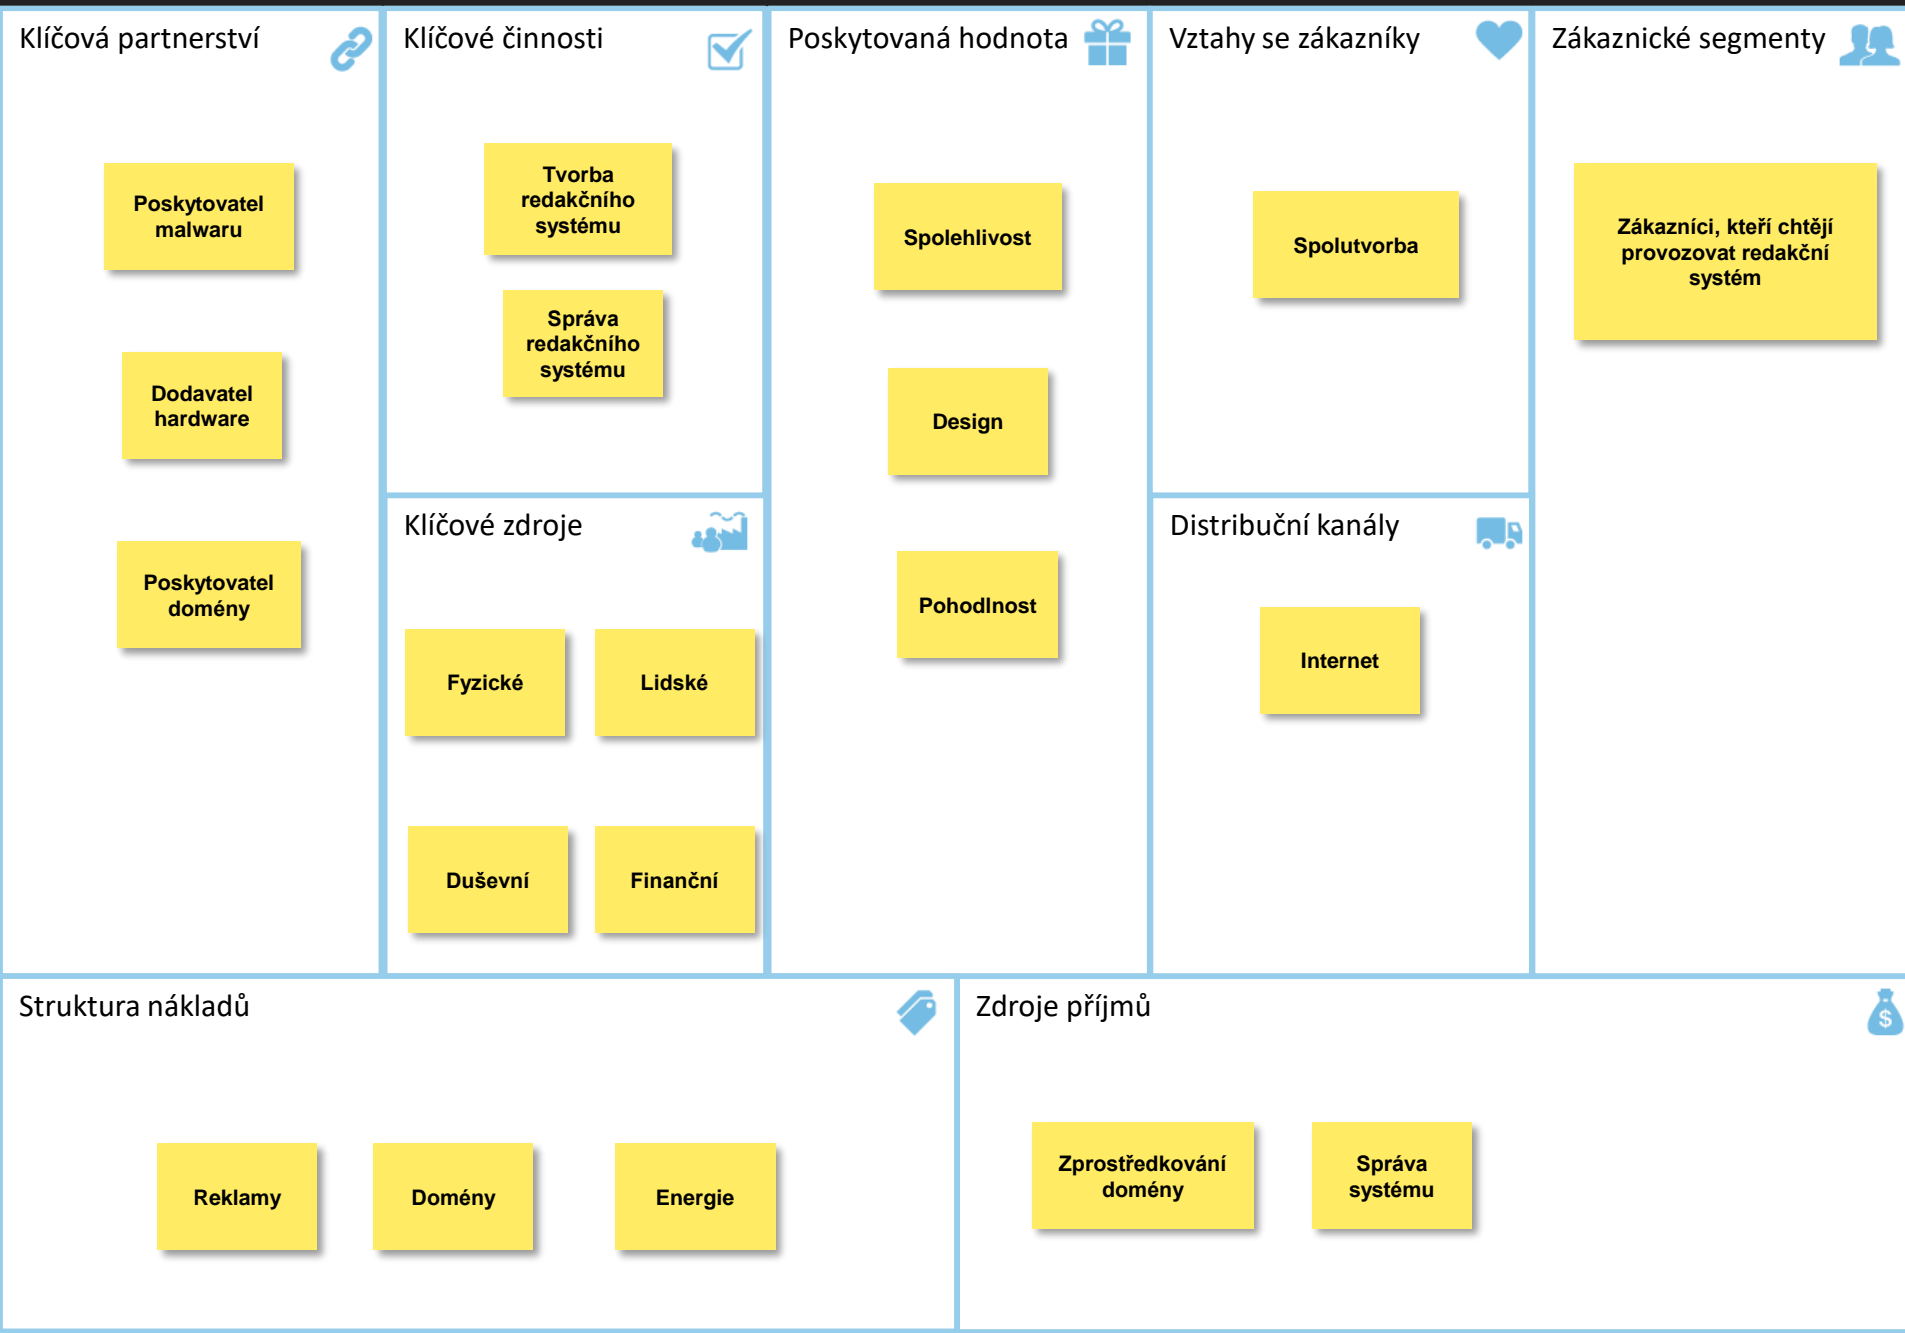 Klíčová partnerství
Poskytovatel
malwaru
Dodavatel
hardware
Poskytovatel
domény
Klíčové činnosti
Tvorba
redakčního
systému
Správa
redakčního
systému
Klíčové zdroje
Fyzické
Lidské
Duševní
Finanční
Poskytovaná hodnota
Spolehlivost
Design
Pohodlnost
Vztahy se zákazníky
Spolutvorba
Distribuční kanály
Internet
Zákaznické segmenty
Zákazníci, kteří chtějí
provozovat redakční
systém
Struktura nákladů
Reklamy
Domény
Energie
Zdroje příjmů
$
Zprostředkování
domény
Správa
systému